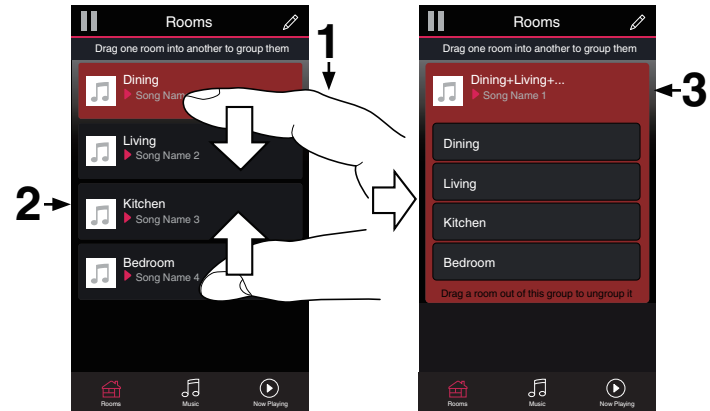 Rooms
Drag one room into another to group them
1
Dining
Song Nam
Living
Song Name 2
2
Kitchen
Song Name 3
Bedroom
Song Name 4
Rooms
Music
Now Playing
Rooms
Drag one room into another to group them
Dining+Living+...
Song Name 1
3
Dining
Living
Kitchen
Bedroom
Drag a room out of this group to ungroup it
Rooms
Music
Now Playing